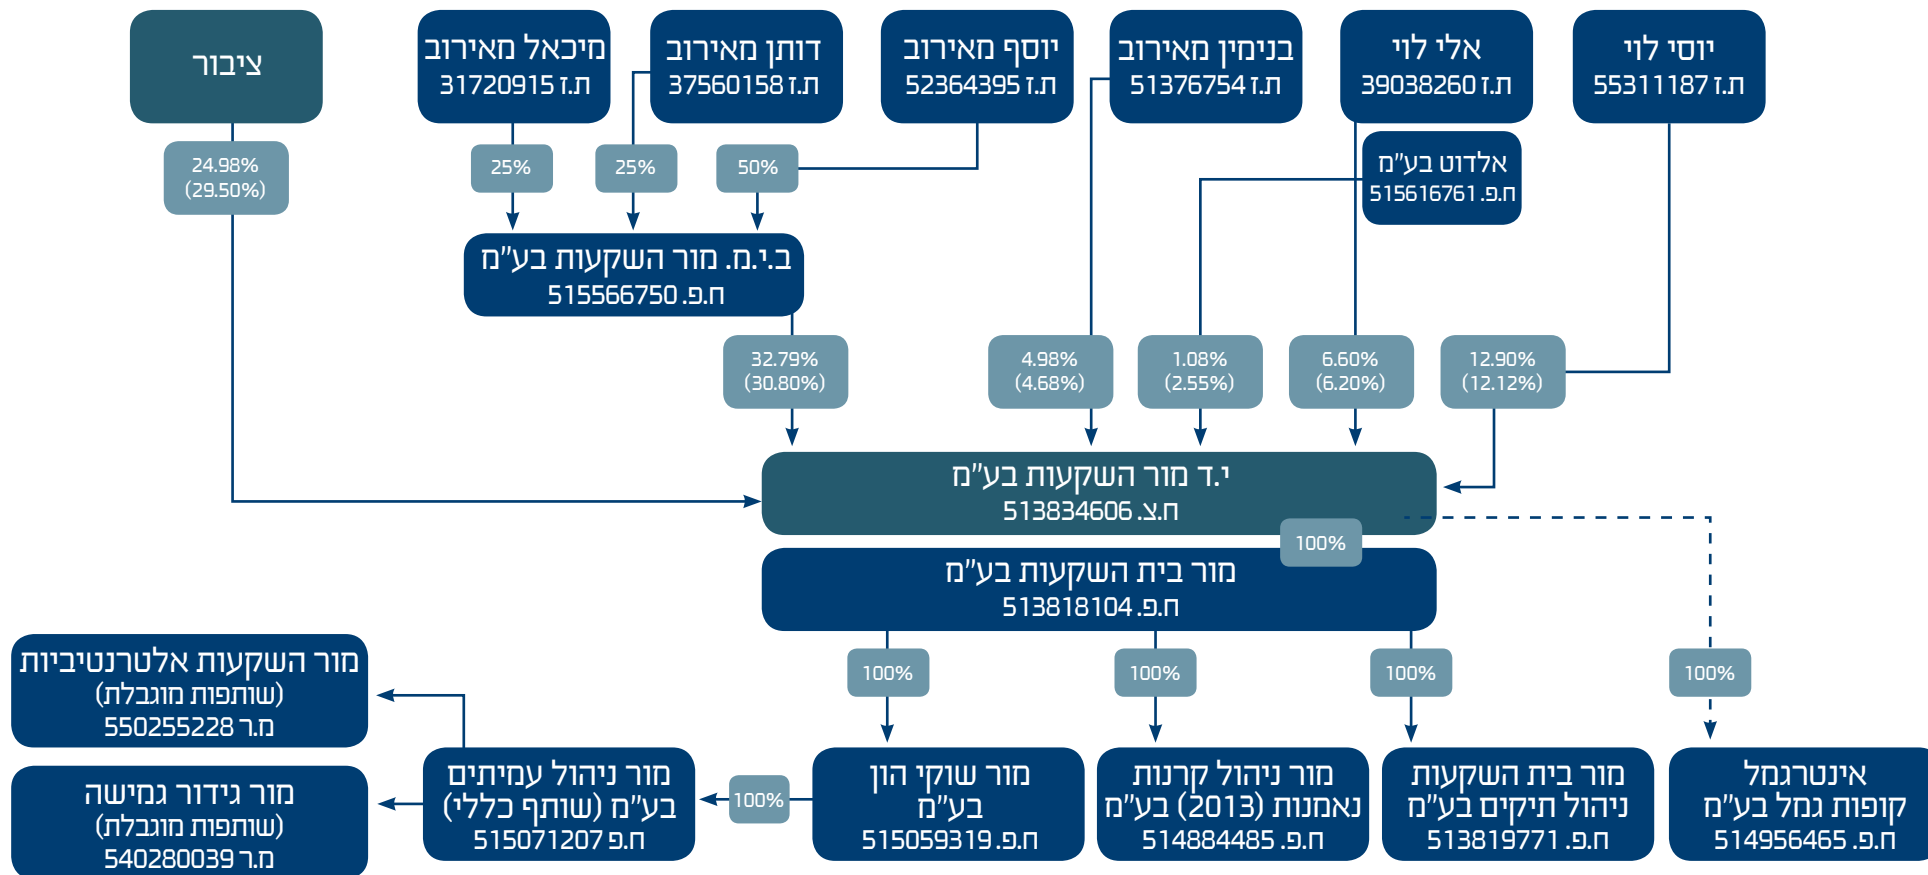 יוסי לוי
ת.ז 55311187
אלי לוי
ת.ז 39038260
בנימין מאירוב
ת.ז 51376754
יוסף מאירוב
ת.ז 52364395
דותן מאירוב
ת.ז 37560158
מיכאל מאירוב
ת.ז 31720915
ציבור
אלדוט בע"מ
ח.פ. 515616761
50%
25%
25%
24.98%
(29.50%)
ב.י.מ. מור השקעות בע"מ
ח.פ. 515566750
12.90%
(12.12%)
6.60%
(6.20%)
1.08%
(2.55%)
4.98%
(4.68%)
32.79%
(30.80%)
י.ד מור השקעות בע"מ
ח.צ. 513834606
100%
מור בית השקעות בע"מ
ח.פ. 513818104
100%
100%
100%
100%
אינטרגמל
קופות גמל בע"מ
ח.פ. 514956465
מור בית השקעות
ניהול תיקים בע"מ
ח.פ. 513819771
מור ניהול קרנות
נאמנות (2013) בע"מ
ח.פ. 514884485
מור שוקי הון
בע"מ
ח.פ. 515059319
100%
מור ניהול עמיתים
בע"מ (שותף כללי)
ח.פ 515071207
מור השקעות אלטרנטיביות
(שותפות מוגבלת)
מ.ר 550255228
מור גידור גמישה
(שותפות מוגבלת)
מ.ר 540280039